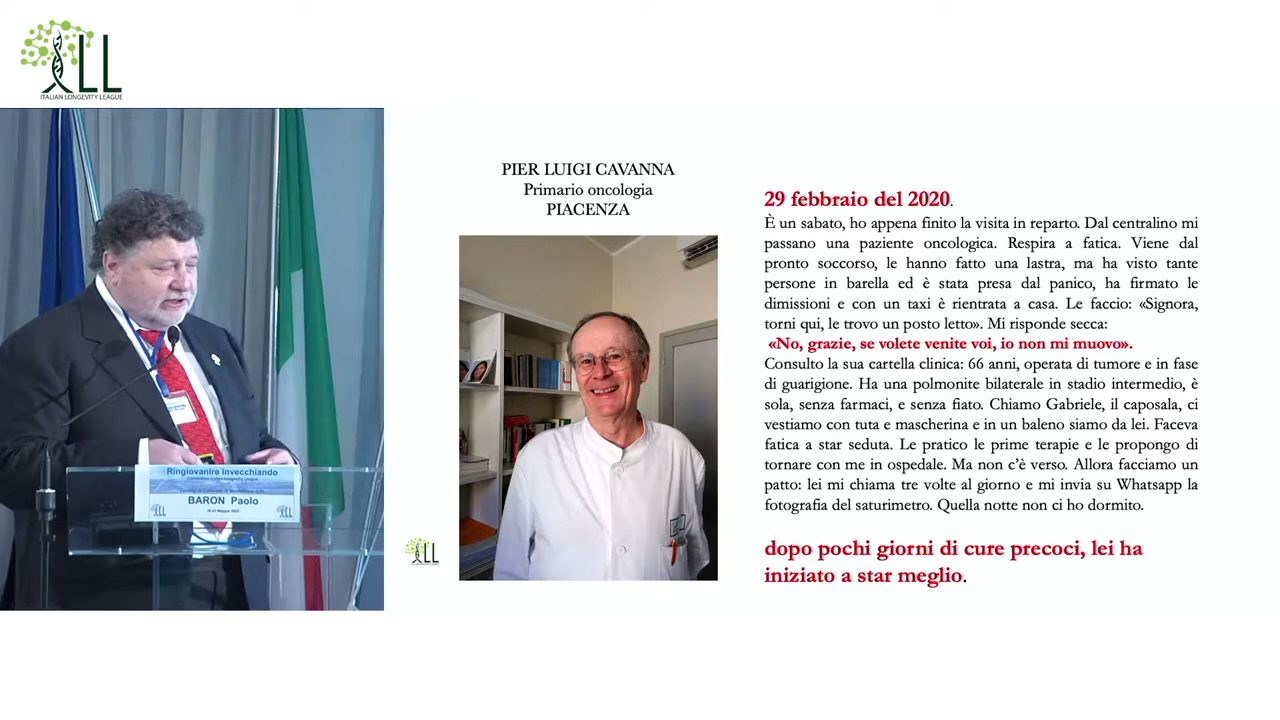 LL
ITALIAN LONGEVITY LEAGUE
PIER LUIGI CAVANNA
Primario oncologia
PIACENZA
29 febbraio del 2020.
È un sabato, ho appena finito la visita in reparto. Dal centralino mi
passano una paziente oncologica. Respira a fatica. Viene dal
pronto soccorso, le hanno fatto una lastra, ma ha visto tante
persone in barella ed è stata presa dal panico, ha firmato le
dimissioni e con un taxi è rientrata a casa. Le faccio: «Signora,
torni qui, le trovo un posto letto». Mi risponde secca:
«No, grazie, se volete venite voi, io non mi muovo».
Consulto la sua cartella clinica: 66 anni, operata di tumore e in fase
di guarigione. Ha una polmonite bilaterale in stadio intermedio, è
sola, senza farmaci, e senza fiato. Chiamo Gabriele, il caposala, ci
vestiamo con tuta e mascherina e in un baleno siamo da lei. Faceva
fatica a star seduta. Le pratico le prime terapie e le propongo di
tornare con me in ospedale. Ma non c'è verso. Allora facciamo un
patto: lei mi chiama tre volte al giorno e mi invia su Whatsapp la
fotografia del saturimetro. Quella notte non ci ho dormito.
dopo pochi giorni di cure precoci, lei ha
iniziato a star meglio.
Ringiovanire Invecchiando
BARON Paolo
LL